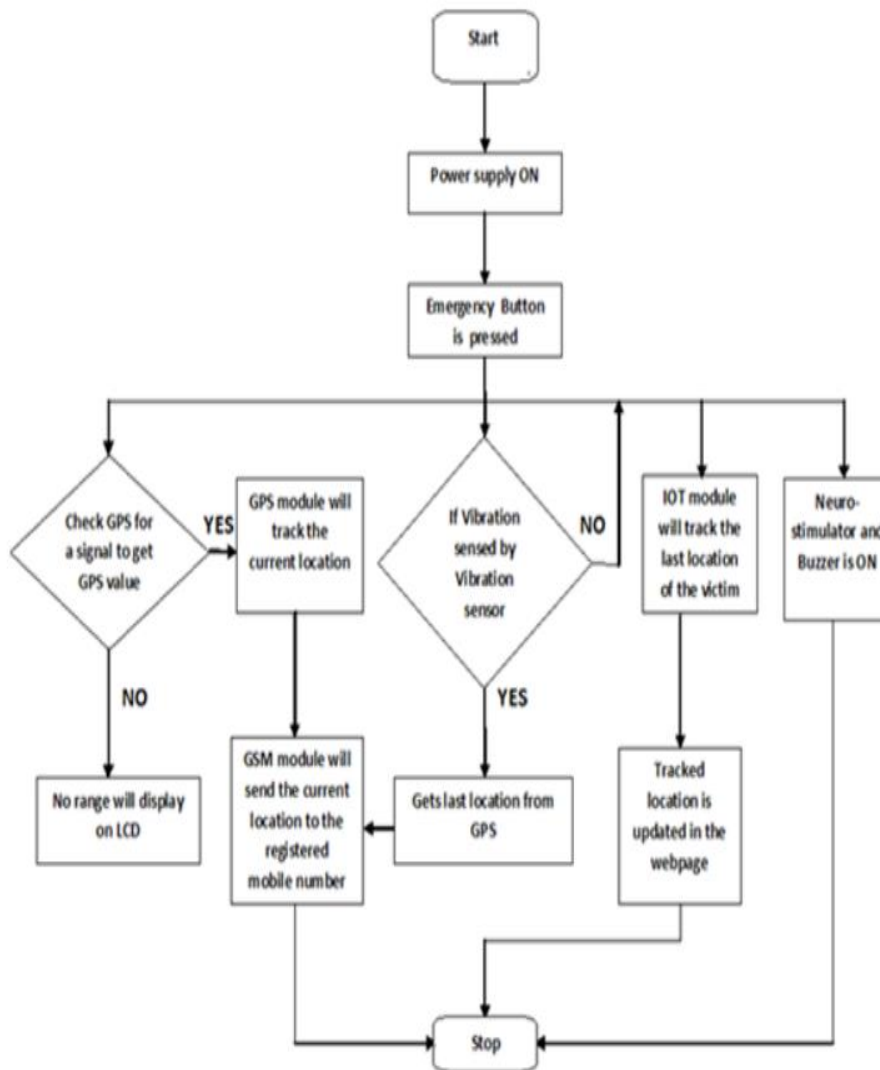 Start
Power supply ON
Emergency Button
is pressed
Check GPS for
a signal to get
GPS value
YES
GPS module will
track the
current location
If Vibration
sensed by
Vibration
sensor
NO
IOT module
will track the
last location
of the victim
Neuro-
stimulator and
Buzzer is ON
NO
YES
No range will display
on LCD
GSM module will
send the current
location to the
registered
mobile number
Gets last location from
GPS
Tracked
location is
updated in the
webpage
Stop